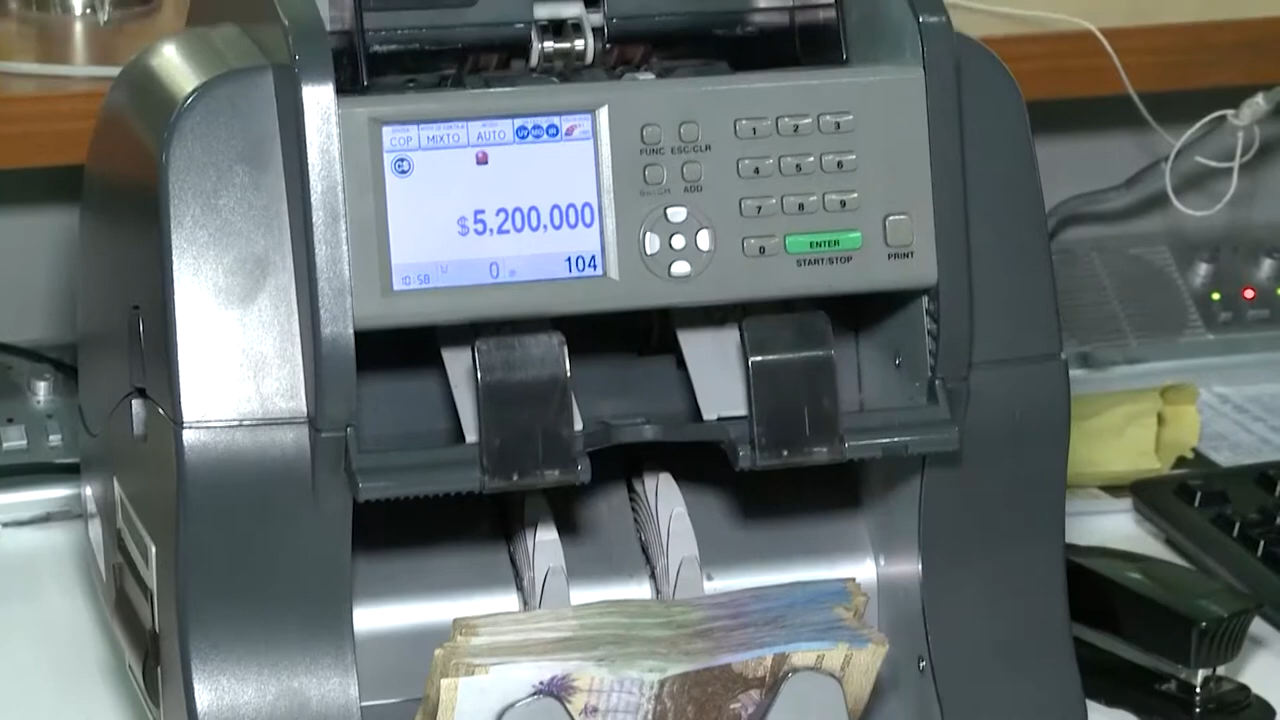 COP MIXTO AUTO UV MG IR
CS
$5,200,000
10:58 0 104
FUNC ESC/CLR
ADD
1 2 3
4 5 6
7 8 9
0 ENTER
START/STOP
PRINT